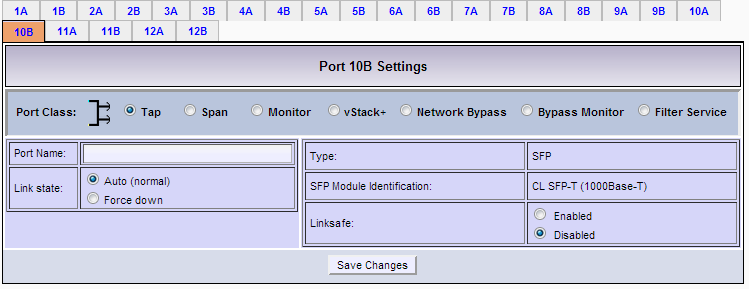 1A 1B 2A 2B 3A 3B 4A 4B 5A 5B 6A 6B 7A 7B 8A 8B 9A 9B 10A
10B 11A 11B 12A 12B
Port 10B Settings
Port Class: Tap Span Monitor vStack+ Network Bypass Bypass Monitor Filter Service
Port Name:
Link state: Auto (normal)
Force down
Type: SFP
SFP Module Identification: CL SFP-T (1000Base-T)
Linksafe: Enabled
Disabled
Save Changes